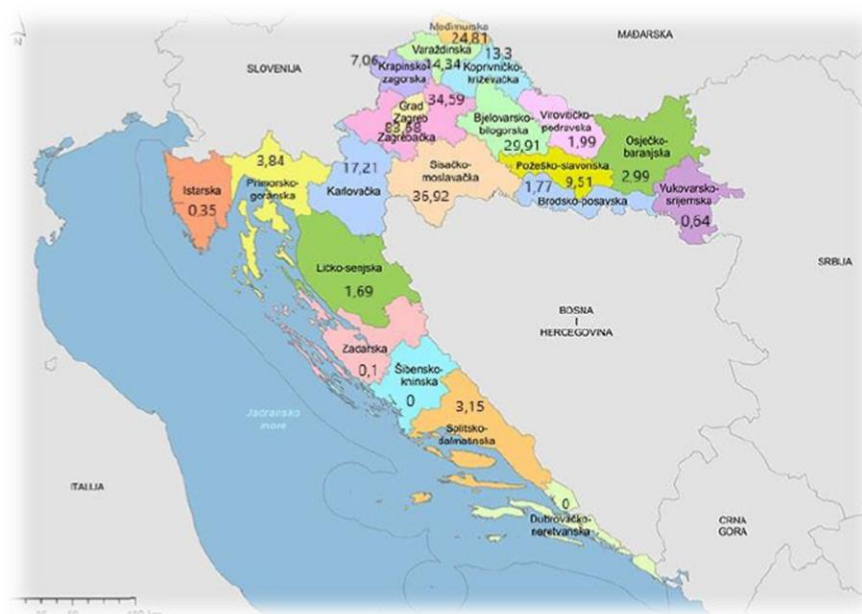 Međimurska
24,81
MAĐARSKA
SLOVENIJA
7,06
Varaždinska
14,34
13,3
Krapinsko-
zagorska
Koprivničko-
križevačka
34,59
Grad
Zagreb
83,68
Zagrebačka
Bjelovarsko-
bilogorska
29,91
Virovitičko-
podravska
1,99
Osječko-
baranjska
2,99
3,84
Primorsko-
goranska
17,21
Karlovačka
Sisačko-
moslavačka
36,92
Požeško-slavonska
9,51
1,77
Brodsko-posavska
Vukovarsko-
srijemska
0,64
Istarska
0,35
Ličko-senjska
1,69
SRBIJA
BOSNA
I
HERCEGOVINA
Zadarska
0,1
Šibensko-
kninska
0
3,15
Splitsko-
dalmatinska
Jadransko
more
ITALIJA
0
Dubrovačko-
neretvanska
CRNA
GORA